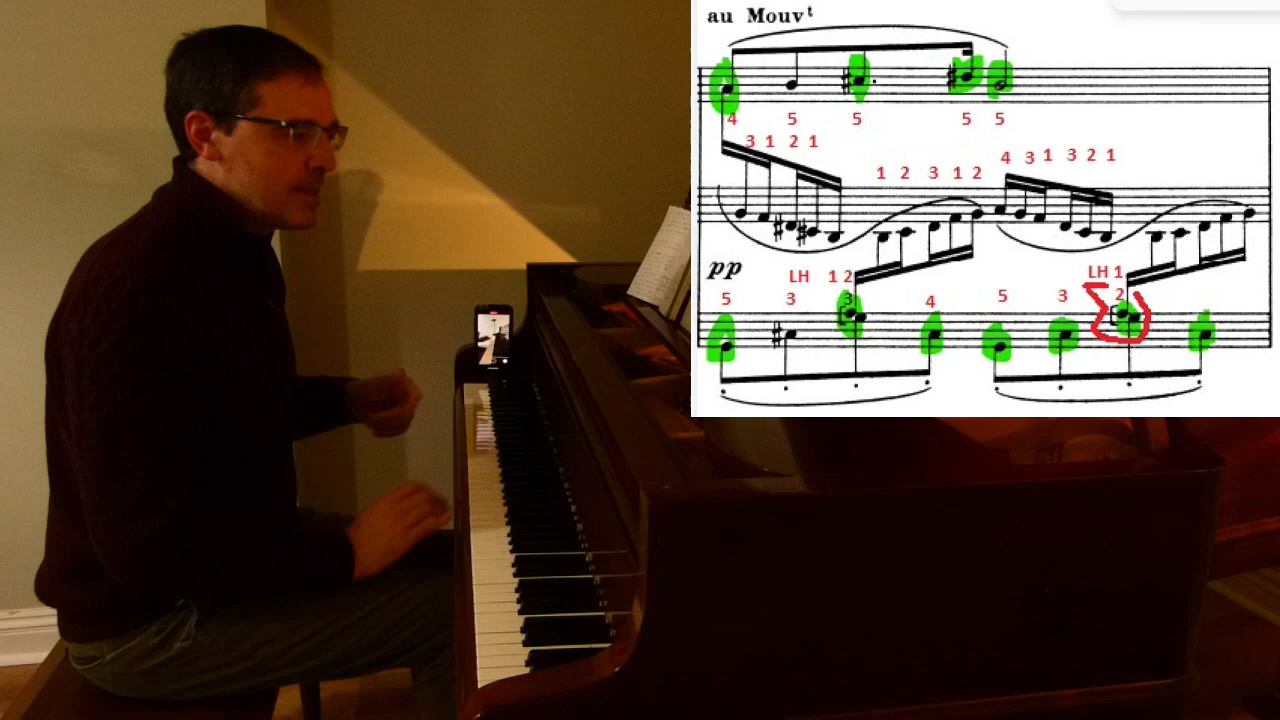 au Mouvt
4 5 5 5 5
3 1 2 1
4 3 1 3 2 1
1 2 3 1 2
pp
LH 1 2
LH 1
5 3 3 4 5 3 2